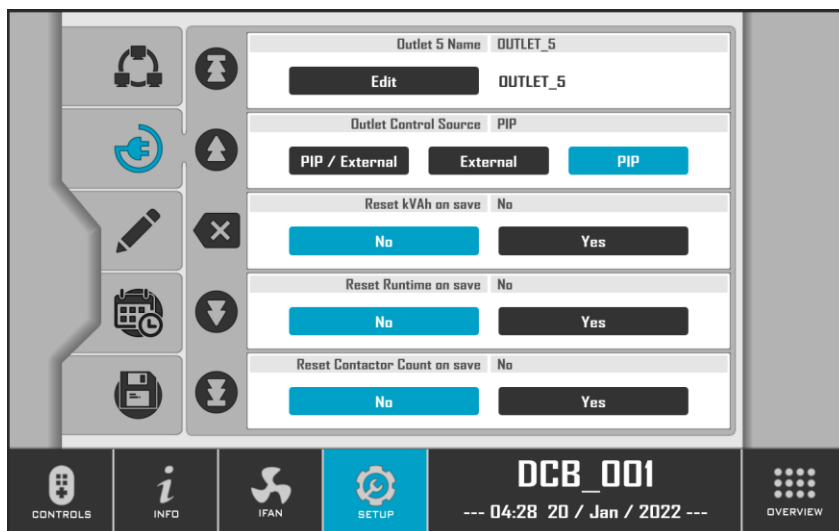 Outlet 5 Name OUTLET_5
Edit OUTLET_5
Outlet Control Source PIP
PIP / External External PIP
Reset kVAh on save No
No Yes
Reset Runtime on save No
No Yes
Reset Contactor Count on save No
No Yes
CONTROLS INFO IFAN SETUP DCB_001 OVERVIEW
--- 04:28 20 / Jan / 2022 ---